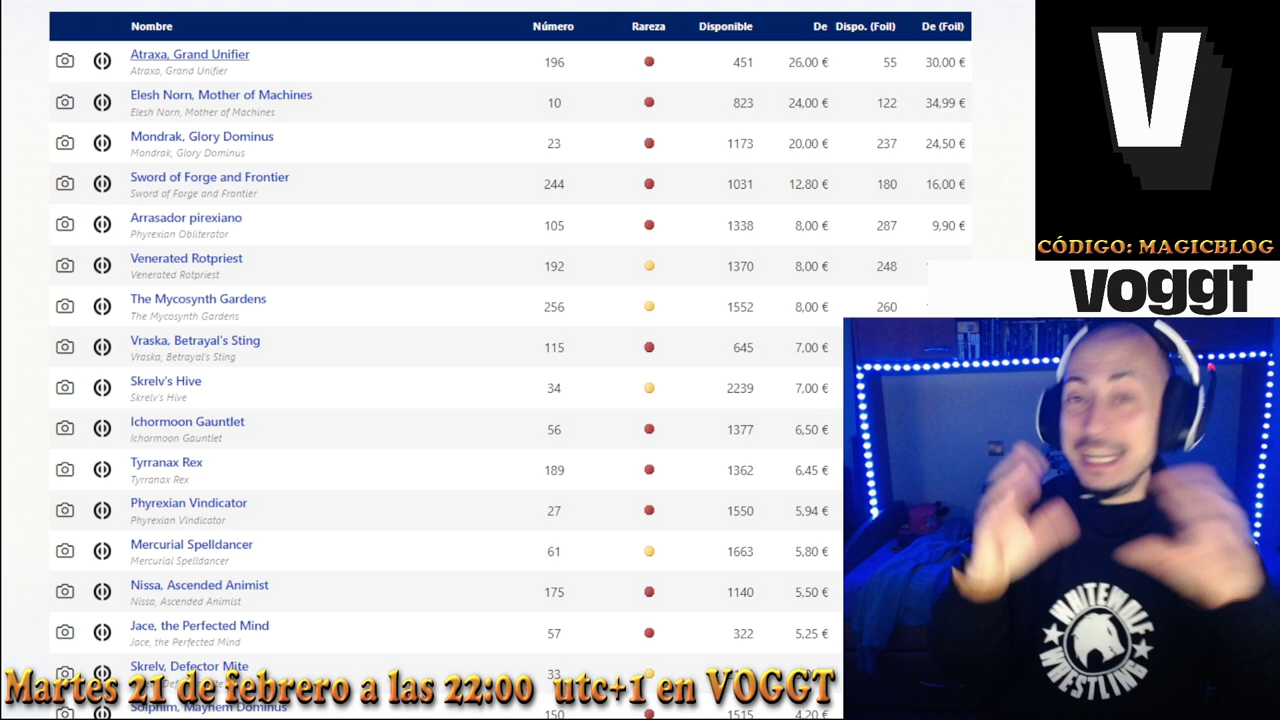 Nombre Número Rareza Disponible De Dispo. (Foil) De (Foil)
Atraxa, Grand Unifier 196 451 26,00 € 55 30,00 €
Atraxa, Grand Unifier
Elesh Norn, Mother of Machines 10 823 24,00 € 122 34,99 €
Elesh Norn, Mother of Machines
Mondrak, Glory Dominus 23 1173 20,00 € 237 24,50 €
Mondrak, Glory Dominus
Sword of Forge and Frontier 244 1031 12,80 € 180 16,00 €
Sword of Forge and Frontier
Arrasador pirexiano 105 1338 8,00 € 287 9,90 €
Phyrexian Obliterator
Venerated Rotpriest 192 1370 8,00 € 248
Venerated Rotpriest
The Mycosynth Gardens 256 1552 8,00 € 260
The Mycosynth Gardens
Vraska, Betrayal's Sting 115 645 7,00 €
Vraska, Betrayal's Sting
Skrelv's Hive 34 2239 7,00 €
Skrelv's Hive
Ichormoon Gauntlet 56 1377 6,50 €
Ichormoon Gauntlet
Tyrranax Rex 189 1362 6,45 €
Tyrranax Rex
Phyrexian Vindicator 27 1550 5,94 €
Phyrexian Vindicator
Mercurial Spelldancer 61 1663 5,80 €
Mercurial Spelldancer
Nissa, Ascended Animist 175 1140 5,50 €
Nissa, Ascended Animist
Jace, the Perfected Mind 57 322 5,25 €
Jace, the Perfected Mind
Skrelv, Defector Mite 33
Solphim, Mayhem Dominus 150 1515 4,20 €
Martes 21 de febrero a las 22:00 utc+1 en VOGGT
V
CÓDIGO: MAGICBLOG
voggt
WHITEWOLF
WRESTLING